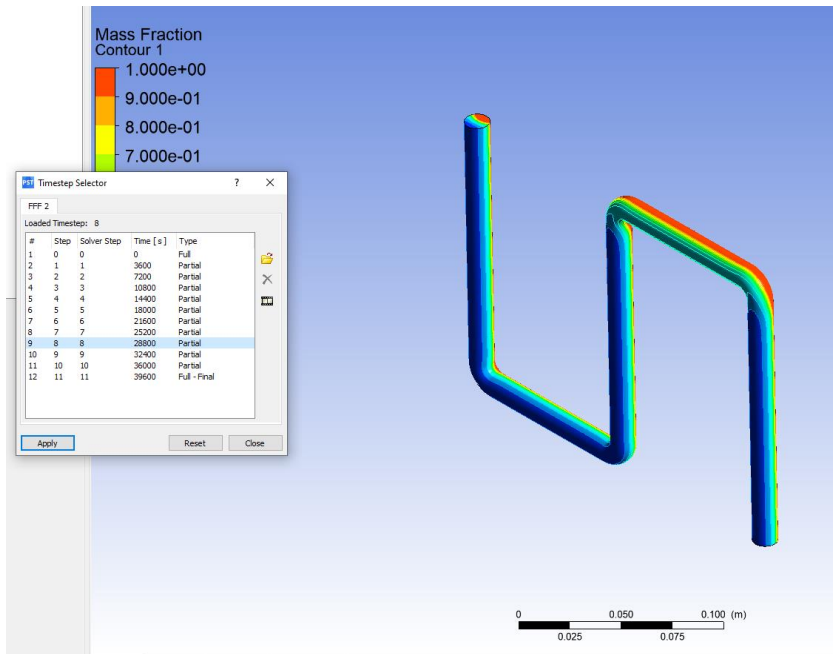 Mass Fraction
Contour 1
1.000e+00
9.000e-01
8.000e-01
7.000e-01
PST Timestep Selector ? ×
FFF 2
Loaded Timestep: 8
# Step Solver Step Time [ s ] Type
1 0 0 0 Full
2 1 1 3600 Partial
3 2 2 7200 Partial
4 3 3 10800 Partial
5 4 4 14400 Partial
6 5 5 18000 Partial
7 6 6 21600 Partial
8 7 7 25200 Partial
9 8 8 28800 Partial
10 9 9 32400 Partial
11 10 10 36000 Partial
12 11 11 39600 Full - Final
Apply Reset Close
0 0.050 0.100 (m)
0.025 0.075